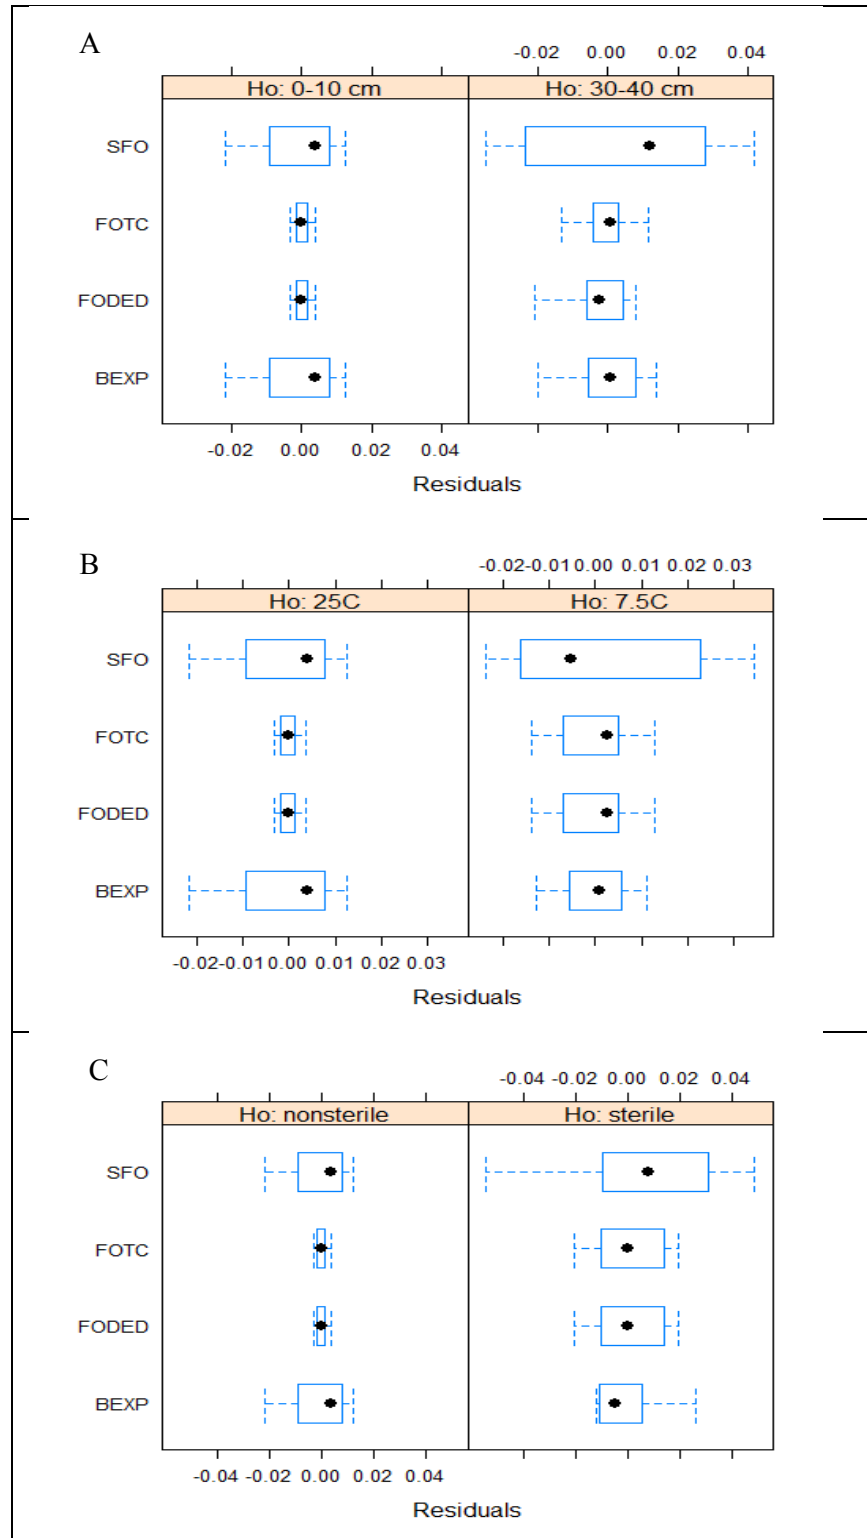 A
-0.02 0.00 0.02 0.04
Ho: 0-10 cm Ho: 30-40 cm
SFO
FOTC
FODED
BEXP
-0.02 0.00 0.02 0.04
Residuals
B
-0.02 -0.01 0.00 0.01 0.02 0.03
Ho: 25C Ho: 7.5C
SFO
FOTC
FODED
BEXP
-0.02 -0.01 0.00 0.01 0.02 0.03
Residuals
C
-0.04 -0.02 0.00 0.02 0.04
Ho: nonsterile Ho: sterile
SFO
FOTC
FODED
BEXP
-0.04 -0.02 0.00 0.02 0.04
Residuals